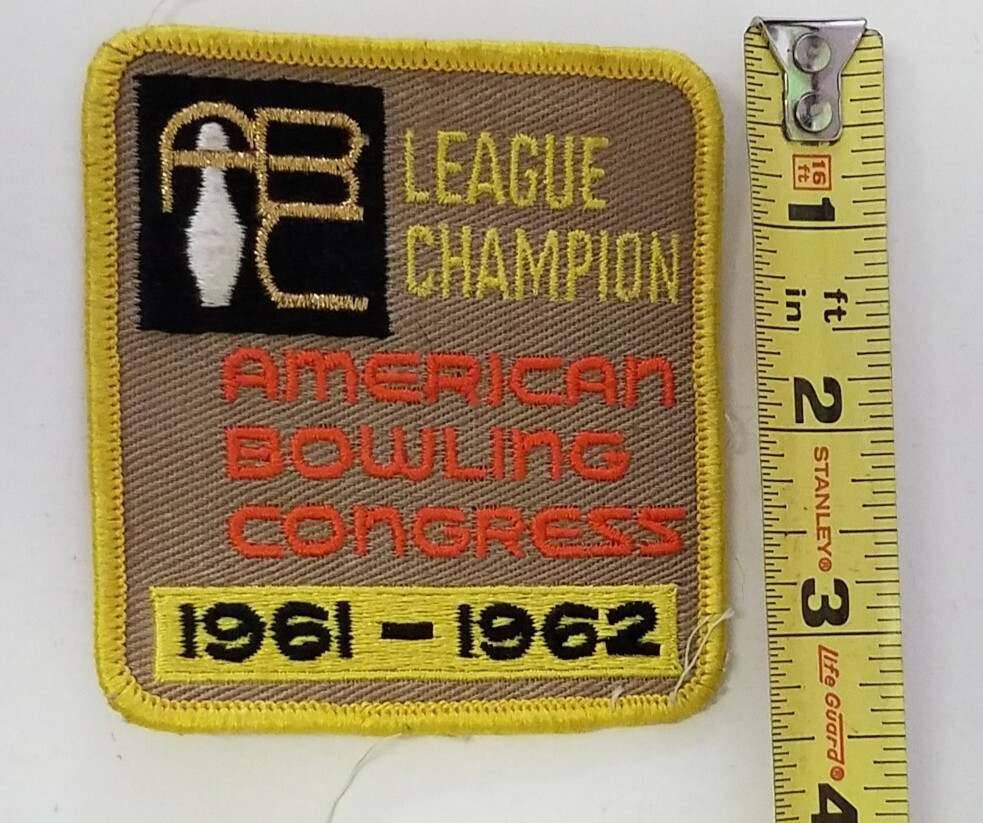 ABC
LEAGUE
CHAMPION
AMERICAN
BOWLING
CONGRESS
1961 - 1962
16
ft
1
ft
in
2
STANLEY®
3
life Guard®
4